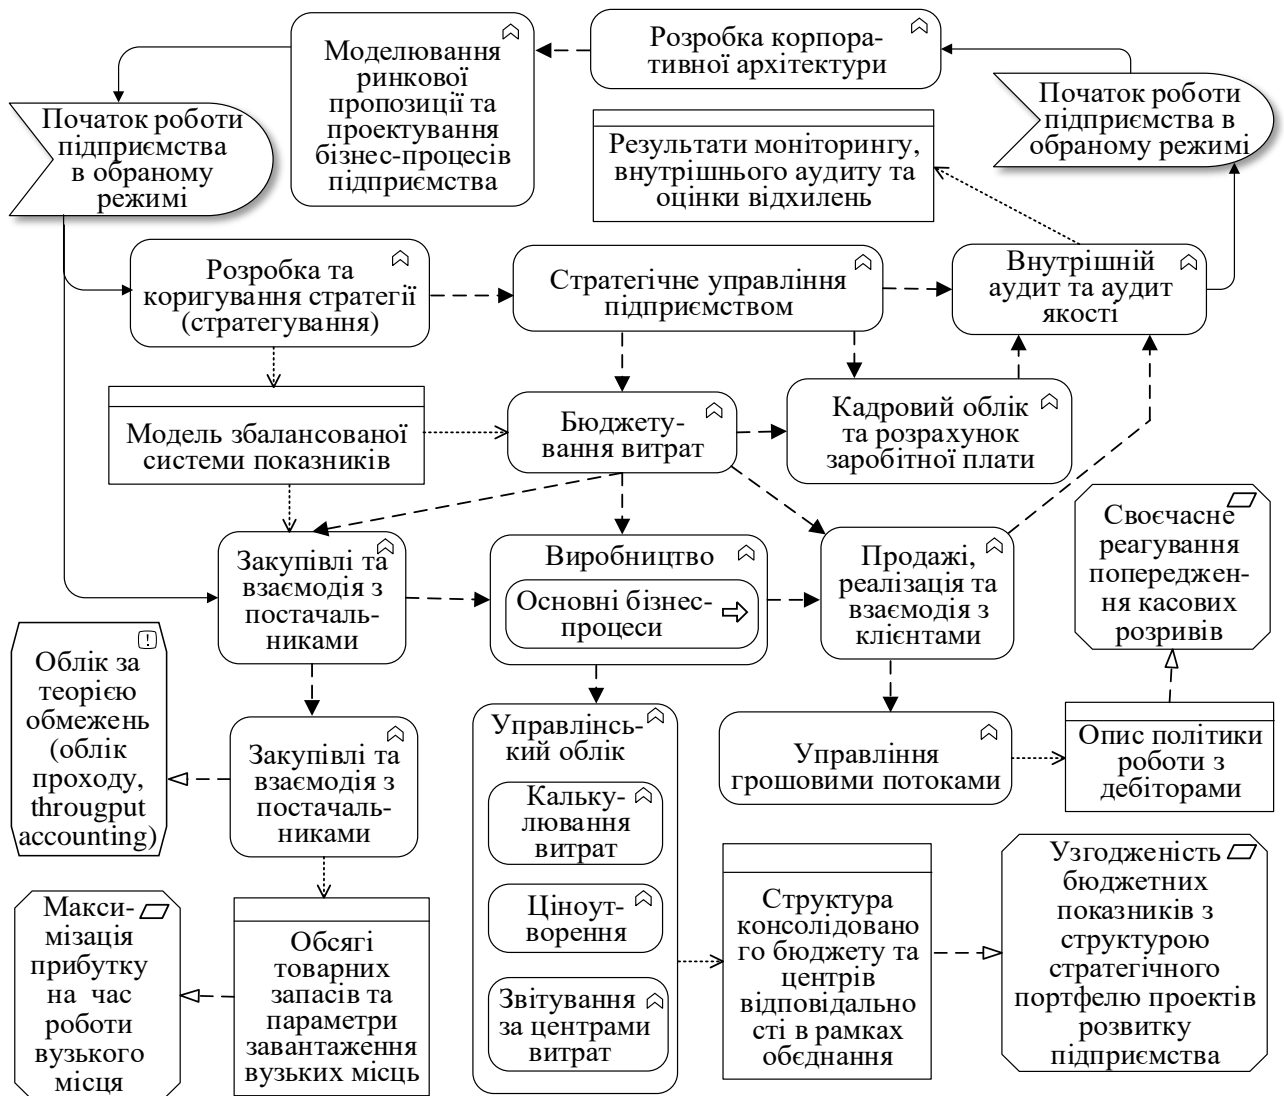 Моделювання
ринкової
пропозиції та
проектування
бізнес-процесів
підприємства
Розробка корпора-
тивної архітектури
Початок роботи
підприємства
в обраному
режимі
Результати моніторингу,
внутрішнього аудиту та
оцінки відхилень
Початок роботи
підприємства в
обраному режимі
Розробка та
коригування стратегії
(стратегування)
Стратегічне управління
підприємством
Внутрішній
аудит та аудит
якості
Модель збалансованої
системи показників
Бюджету-
вання витрат
Кадровий облік
та розрахунок
заробітної плати
Закупівлі та
взаємодія з
постачаль-
никами
Виробництво
Основні бізнес-
процеси
Продажі,
реалізація та
взаємодія з
клієнтами
Своєчасне
реагування
попереджен-
ня касових
розривів
Облік за
теорією
обмежень
(облік
проходу,
througput
accounting)
Закупівлі та
взаємодія з
постачаль-
никами
Управлінсь-
кий облік
Кальку-
лювання
витрат
Ціноут-
ворення
Звітування
за центрами
витрат
Управління
грошовими потоками
Опис політики
роботи з
дебіторами
Макси-
мізація
прибутку
на час
роботи
вузького
місця
Обсягі
товарних
запасів та
параметри
завантаження
вузьких місць
Структура
консолідовано
го бюджету та
центрів
відповідально
сті в рамках
обєднання
Узгодженість
бюджетних
показників з
структурою
стратегічного
портфелю проектів
розвитку
підприємства